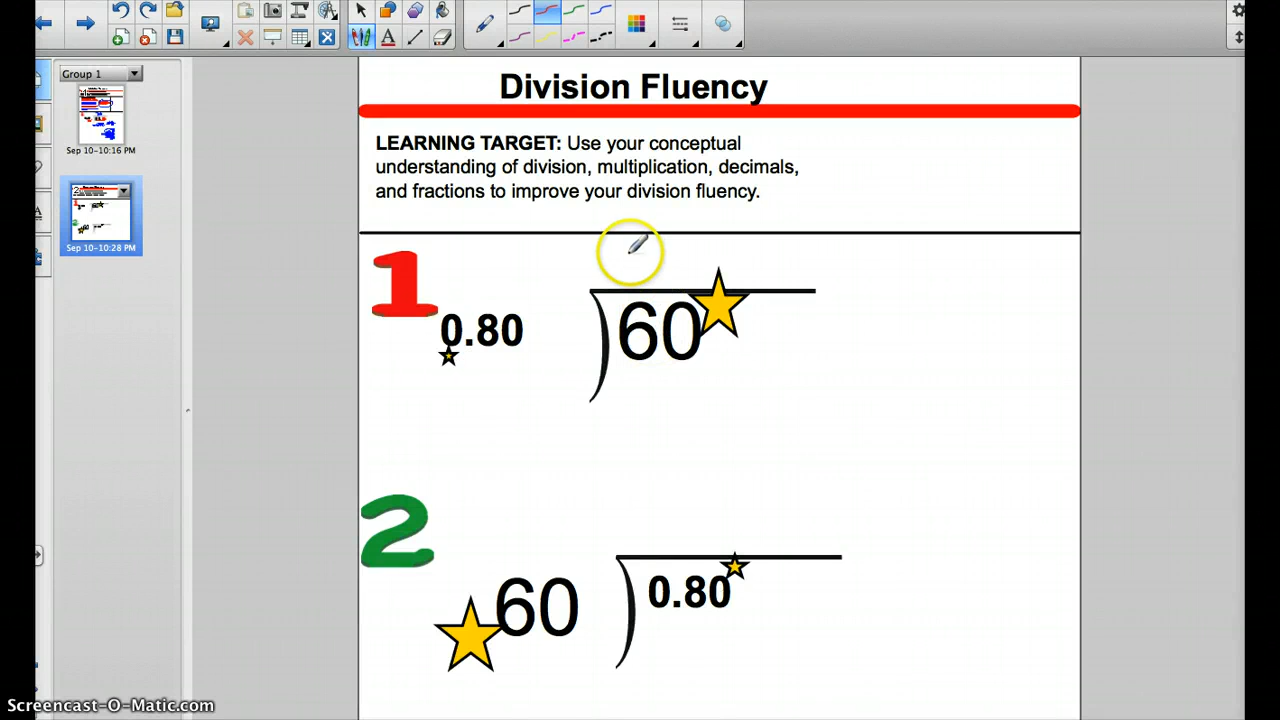 Group 1
Sep 10-10:16 PM
Sep 10-10:28 PM
Division Fluency
LEARNING TARGET: Use your conceptual
understanding of division, multiplication, decimals,
and fractions to improve your division fluency.
1
0.80 60
2
60 0.80
Screencast-O-Matic.com